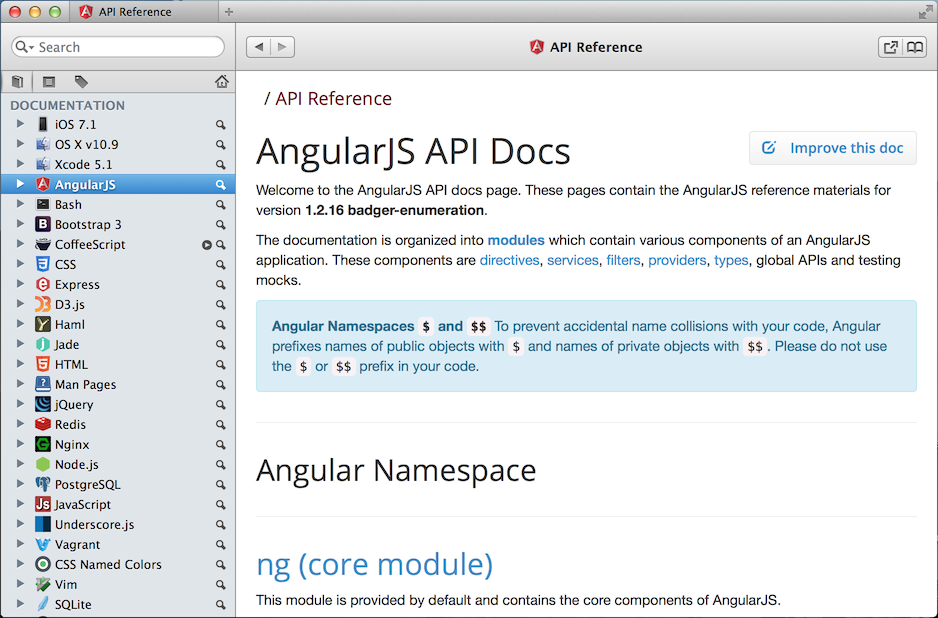 API Reference
Search
API Reference
DOCUMENTATION
iOS 7.1
OS X v10.9
Xcode 5.1
AngularJS
Bash
Bootstrap 3
CoffeeScript
CSS
Express
D3.js
Haml
Jade
HTML
Man Pages
jQuery
Redis
Nginx
Node.js
PostgreSQL
JavaScript
Underscore.js
Vagrant
CSS Named Colors
Vim
SQLite
/ API Reference
AngularJS API Docs
Improve this doc
Welcome to the AngularJS API docs page. These pages contain the AngularJS reference materials for
version 1.2.16 badger-enumeration.
The documentation is organized into modules which contain various components of an AngularJS
application. These components are directives, services, filters, providers, types, global APIs and testing
mocks.
Angular Namespaces $ and $$ To prevent accidental name collisions with your code, Angular
prefixes names of public objects with $ and names of private objects with $$. Please do not use
the $ or $$ prefix in your code.
Angular Namespace
ng (core module)
This module is provided by default and contains the core components of AngularJS.